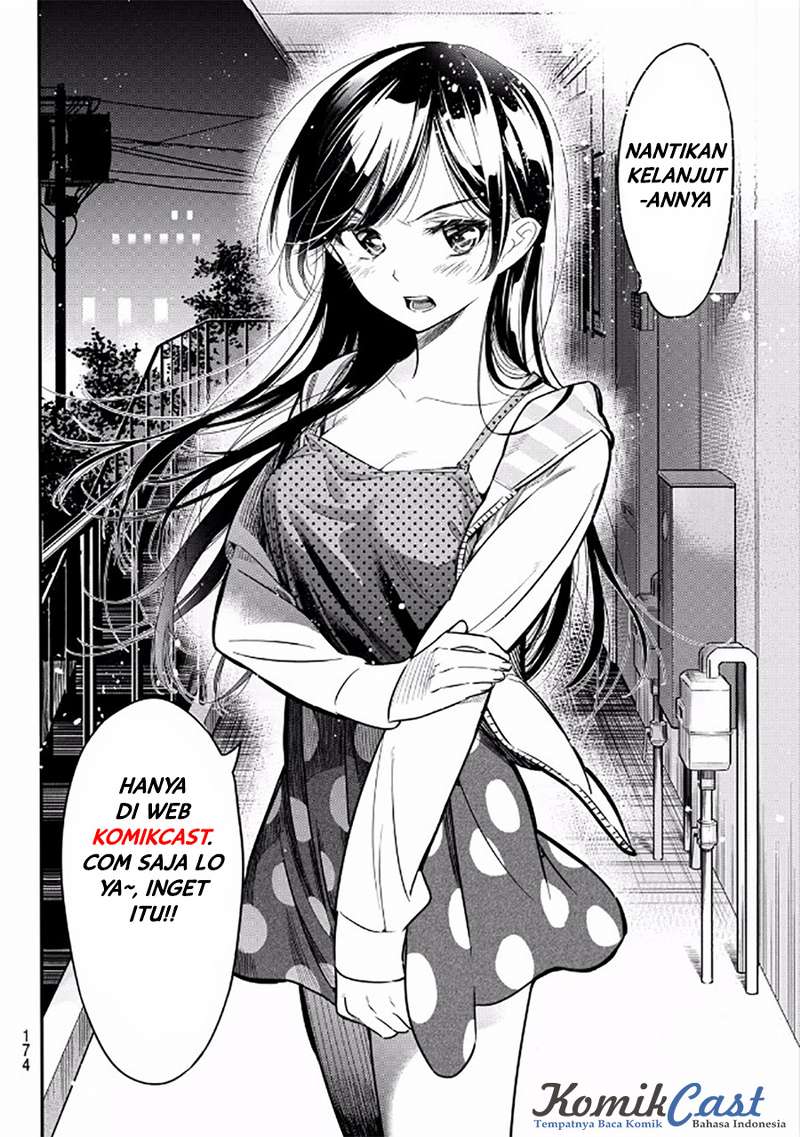 NANTIKAN
KELANJUT
-ANNYA
HANYA
DI WEB
KOMIKCAST.
COM SAJA LO
YA~, INGET
ITU!!
174
KOMIKCAST
Tempatnya Baca Komik Bahasa Indonesia